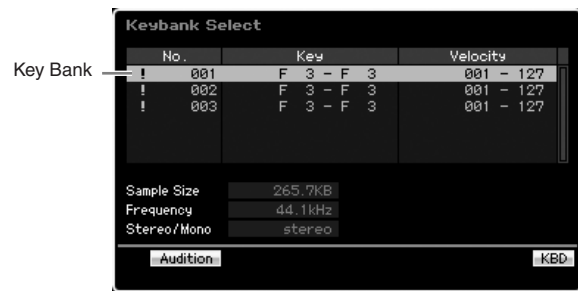 Keybank Select
No. Key Velocity
Key Bank
! 001 F 3 - F 3 001 - 127
! 002 F 3 - F 3 001 - 127
! 003 F 3 - F 3 001 - 127
Sample Size 265.7KB
Frequency 44.1kHz
Stereo/Mono stereo
Audition KBD